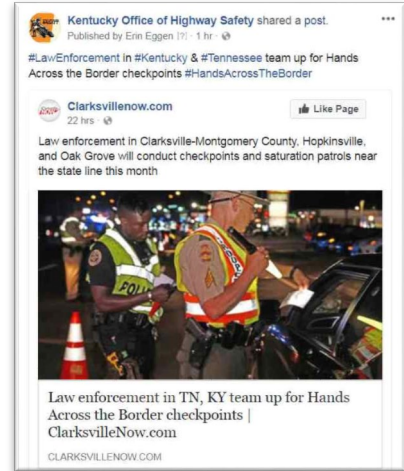 Kentucky Office of Highway Safety shared a post.
Published by Erin Eggen [?] · 1 hr ·
#LawEnforcement in #Kentucky & #Tennessee team up for Hands
Across the Border checkpoints #HandsAcrossTheBorder
Clarksvillenow.com
22 hrs ·
Like Page
Law enforcement in Clarksville-Montgomery County, Hopkinsville,
and Oak Grove will conduct checkpoints and saturation patrols near
the state line this month
POLICE
Law enforcement in TN, KY team up for Hands
Across the Border checkpoints |
ClarksvilleNow.com
CLARKSVILLENOW.COM